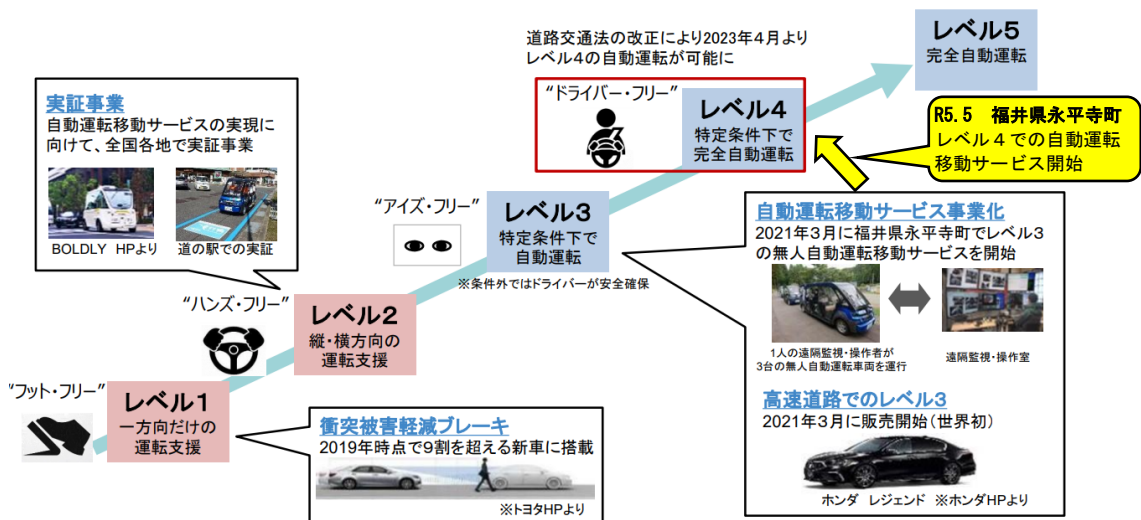 レベル5
完全自動運転
道路交通法の改正により2023年4月より
レベル4の自動運転が可能に
“ドライバー・フリー”
レベル4
特定条件下で
完全自動運転
R5.5 福井県永平寺町
レベル４での自動運転
移動サービス開始
実証事業
自動運転移動サービスの実現に
向けて、全国各地で実証事業
BOLDLY HPより
道の駅での実証
“アイズ・フリー”
レベル3
特定条件下で
自動運転
※条件外ではドライバーが安全確保
自動運転移動サービス事業化
2021年3月に福井県永平寺町でレベル3
の無人自動運転移動サービスを開始
1人の遠隔監視・操作者が
3台の無人自動運転車両を運行
遠隔監視・操作室
高速道路でのレベル3
2021年3月に販売開始(世界初)
ホンダ レジェンド ※ホンダHPより
“ハンズ・フリー”
レベル2
縦・横方向の
運転支援
“フット・フリー”
レベル1
一方向だけの
運転支援
衝突被害軽減ブレーキ
2019年時点で9割を超える新車に搭載
※トヨタHPより